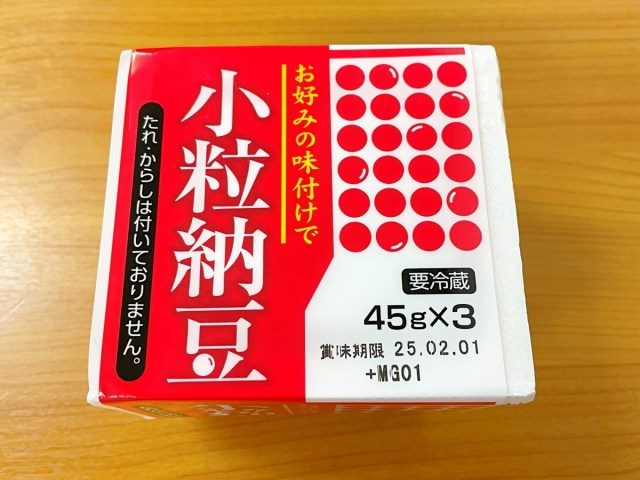 お好みの味付けで
小粒納豆
たれ・からしは付いておりません。
要冷蔵
45g×3
賞味期限 25.02.01
+MG01